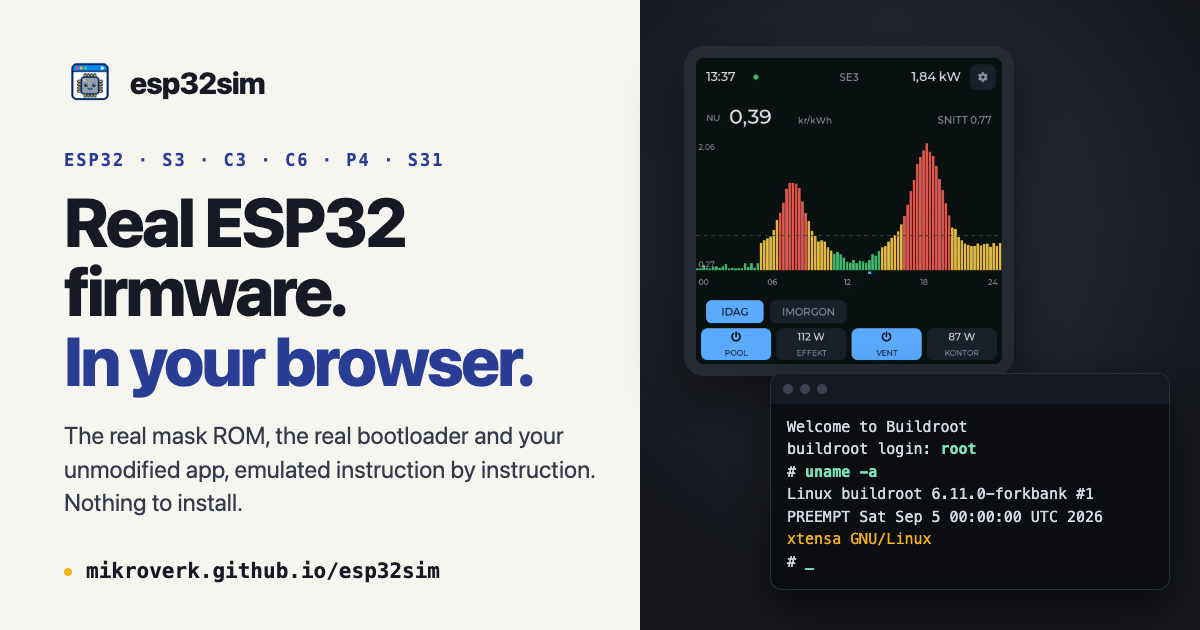 esp32sim
ESP32 · S3 · C3 · C6 · P4 · S31
Real ESP32
firmware.
In your browser.
The real mask ROM, the real bootloader and your
unmodified app, emulated instruction by instruction.
Nothing to install.
mikroverk.github.io/esp32sim
13:37 SE3 1,84 kW
NU 0,39 kr/kWh SNITT 0,77
2,06
0,27
00 06 12 18 24
IDAG IMORGON
112 W 87 W
POOL EFFEKT VENT KONTOR
Welcome to Buildroot
buildroot login: root
# uname -a
Linux buildroot 6.11.0-forkbank #1
PREEMPT Sat Sep 5 00:00:00 UTC 2026
xtensa GNU/Linux
# _